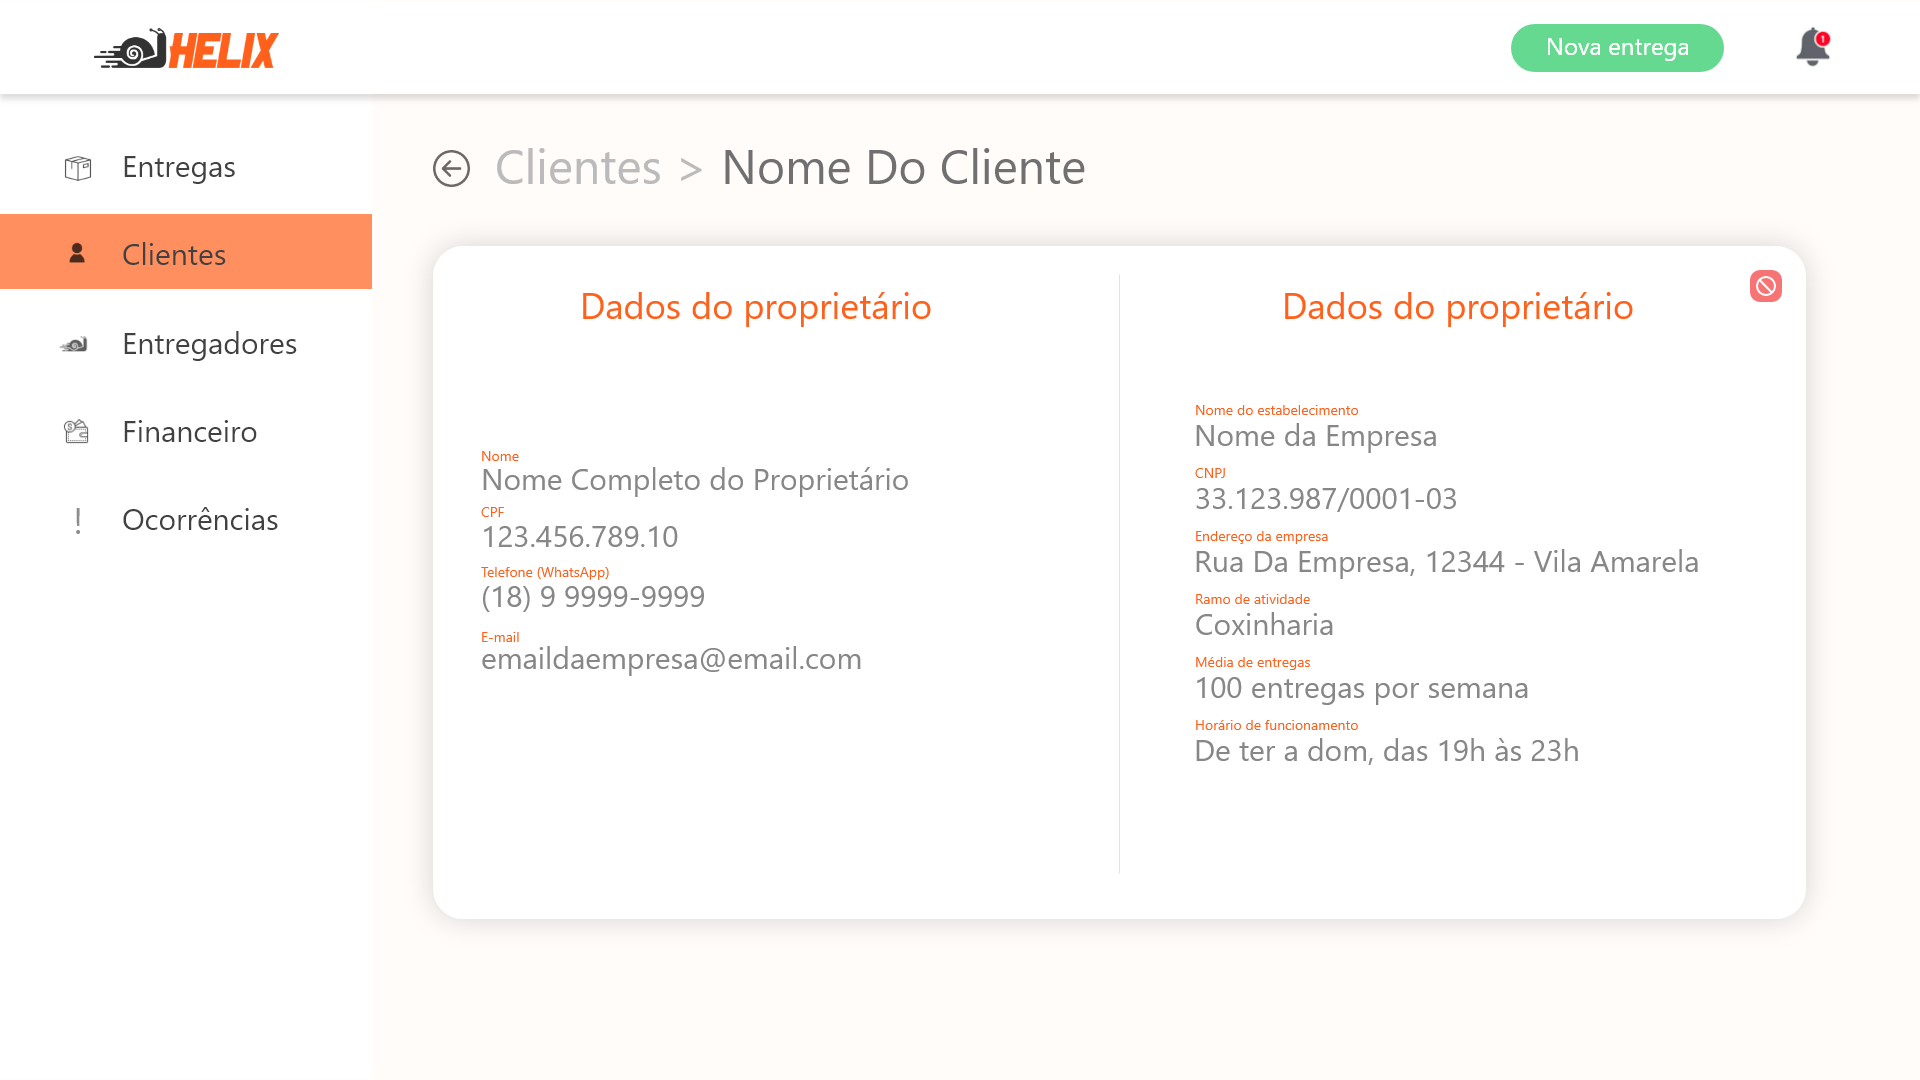 HELIX
Nova entrega
1
Entregas
Clientes
Entregadores
Financeiro
Ocorrências
Clientes > Nome Do Cliente
Dados do proprietário
Nome
Nome Completo do Proprietário
CPF
123.456.789.10
Telefone (WhatsApp)
(18) 9 9999-9999
E-mail
emaildaempresa@email.com
Dados do proprietário
Nome do estabelecimento
Nome da Empresa
CNPJ
33.123.987/0001-03
Endereço da empresa
Rua Da Empresa, 12344 - Vila Amarela
Ramo de atividade
Coxinharia
Média de entregas
100 entregas por semana
Horário de funcionamento
De ter a dom, das 19h às 23h